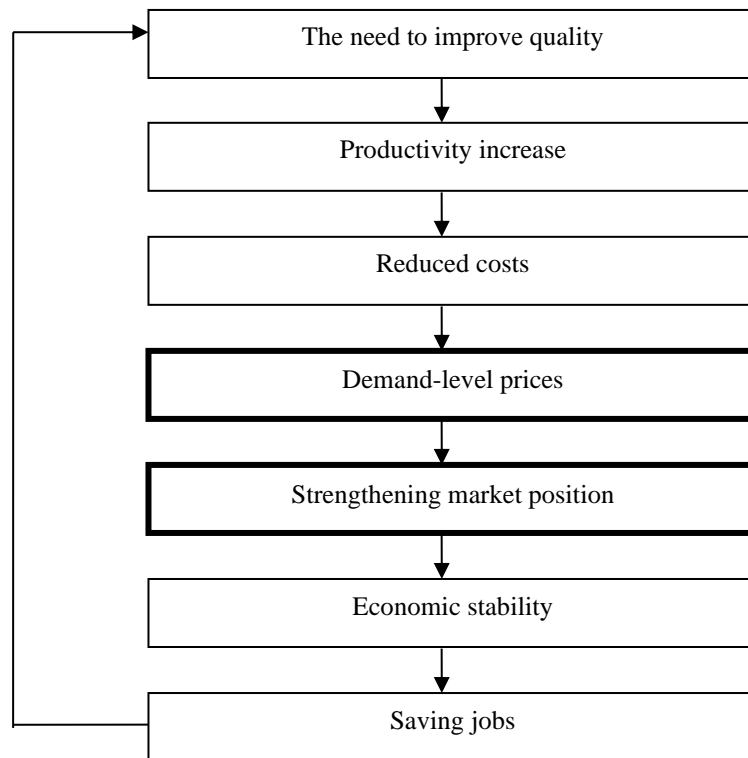 The need to improve quality
Productivity increase
Reduced costs
Demand-level prices
Strengthening market position
Economic stability
Saving jobs